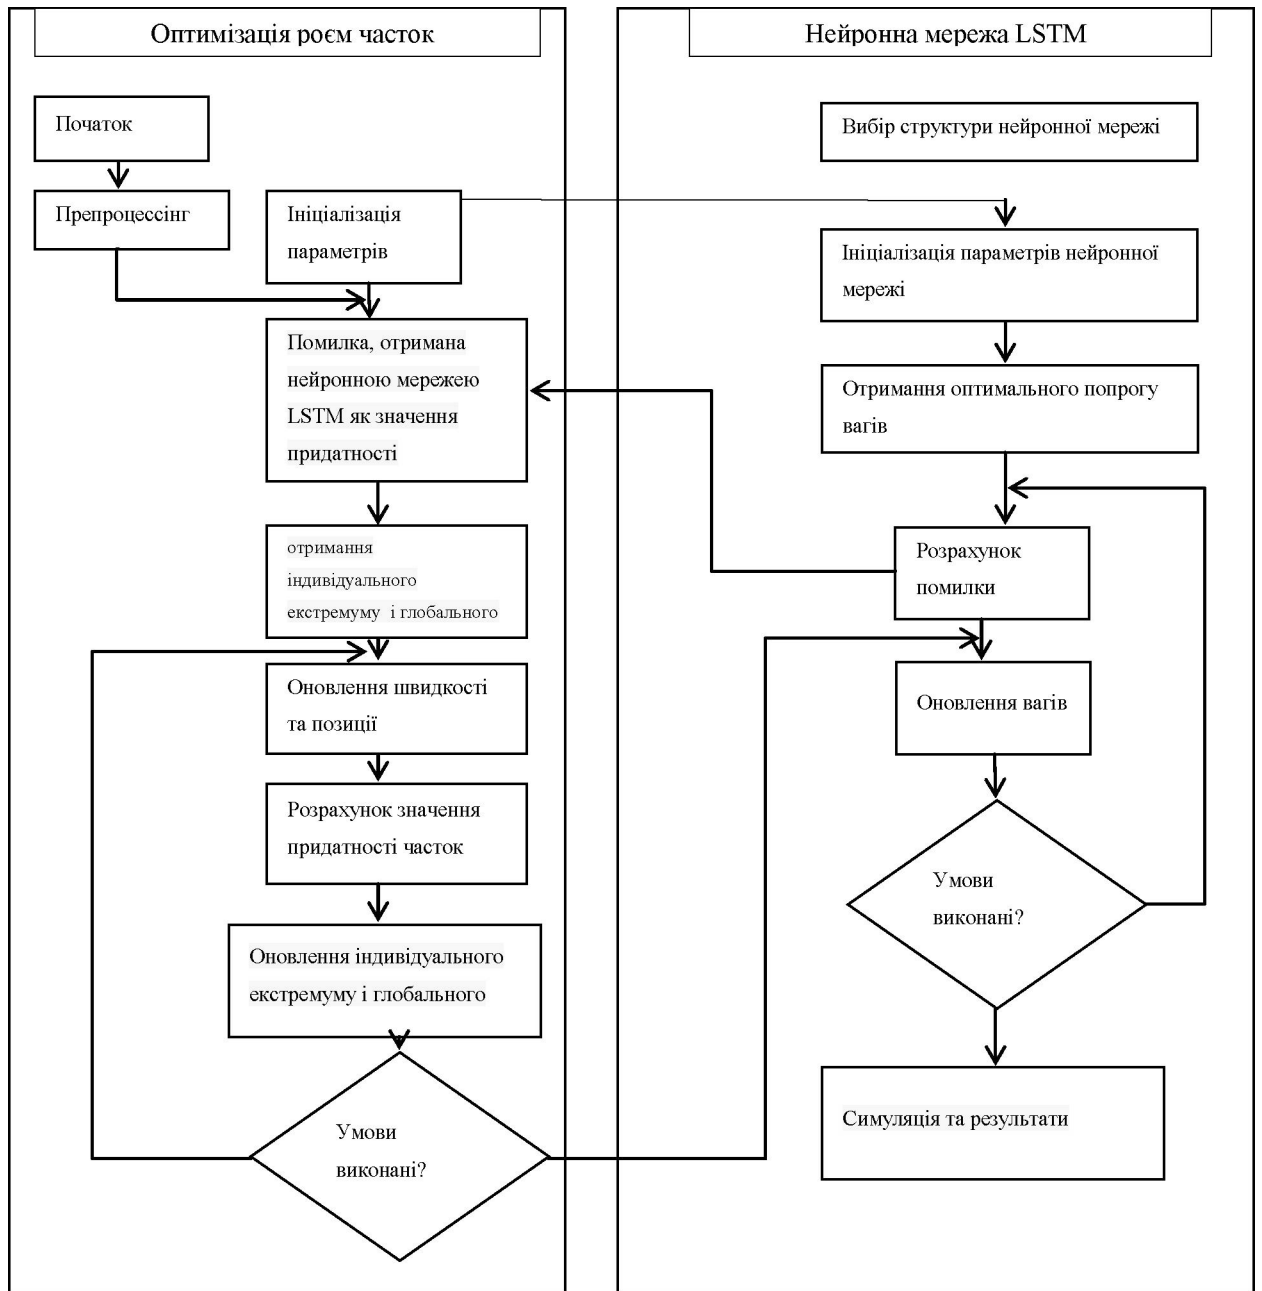 Оптимізація роєм часток
Початок
Препроцессінг
Ініціалізація
параметрів
Помилка, отримана
нейронною мережею
LSTM як значення
придатності
отримання
індивідуального
екстремуму і глобального
Оновлення швидкості
та позиції
Розрахунок значення
придатності часток
Оновлення індивідуального
екстремуму і глобального
Умови
виконані?
Нейронна мережа LSTM
Вибір структури нейронної мережі
Ініціалізація параметрів нейронної
мережі
Отримання оптимального попрогу
вагів
Розрахунок
помилки
Оновлення вагів
Умови
виконані?
Симуляція та результати